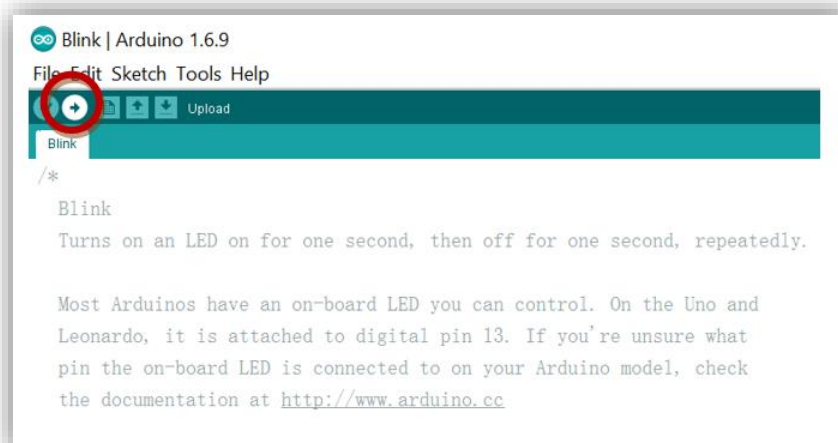 Blink | Arduino 1.6.9
File Edit Sketch Tools Help
Upload
Blink
/*
Blink
Turns on an LED on for one second, then off for one second, repeatedly.
Most Arduinos have an on-board LED you can control. On the Uno and
Leonardo, it is attached to digital pin 13. If you're unsure what
pin the on-board LED is connected to on your Arduino model, check
the documentation at http://www.arduino.cc